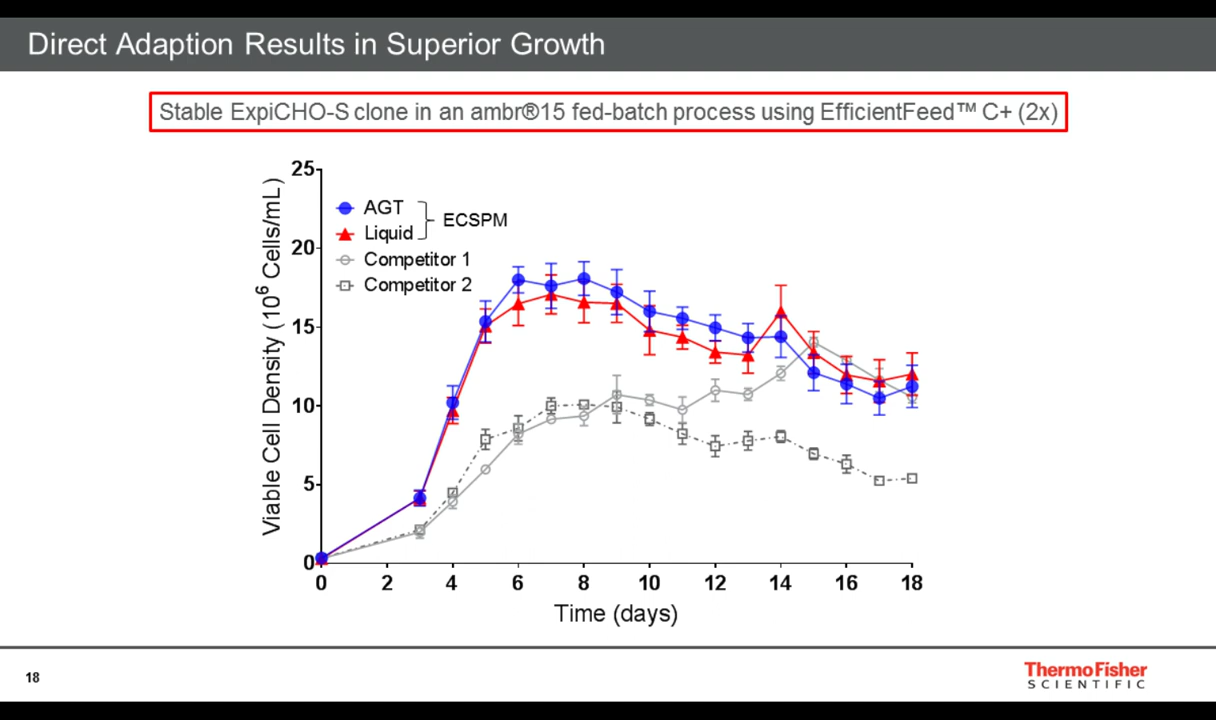 Direct Adaption Results in Superior Growth
Stable ExpiCHO-S clone in an ambr®15 fed-batch process using EfficientFeed™ C+ (2x)
Viable Cell Density (10⁶ Cells/mL)
25
20
15
10
5
0
AGT
Liquid
ECSPM
Competitor 1
Competitor 2
0 2 4 6 8 10 12 14 16 18
Time (days)
18
ThermoFisher
SCIENTIFIC